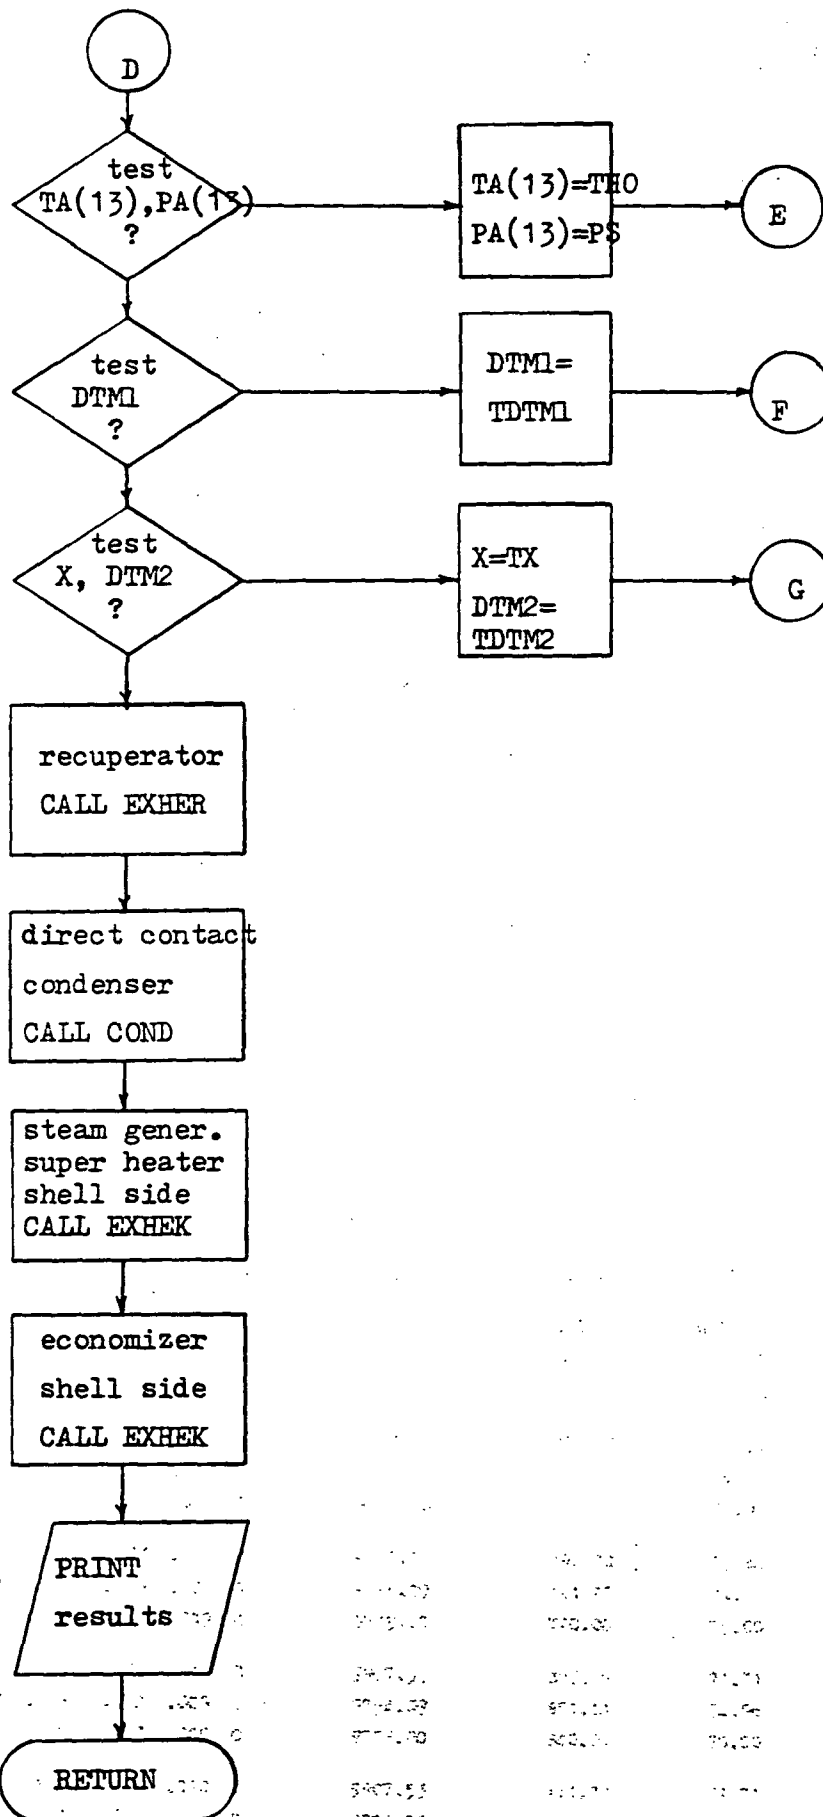 D
test
TA(13),PA(13)
?
TA(13)=THO
PA(13)=PS
E
test
DTM1
?
DTM1=
TDTM1
F
test
X, DTM2
?
X=TX
DTM2=
TDTM2
G
recuperator
CALL EXHER
direct contact
condenser
CALL COND
steam gener.
super heater
shell side
CALL EXHEK
economizer
shell side
CALL EXHEK
PRINT
results
RETURN